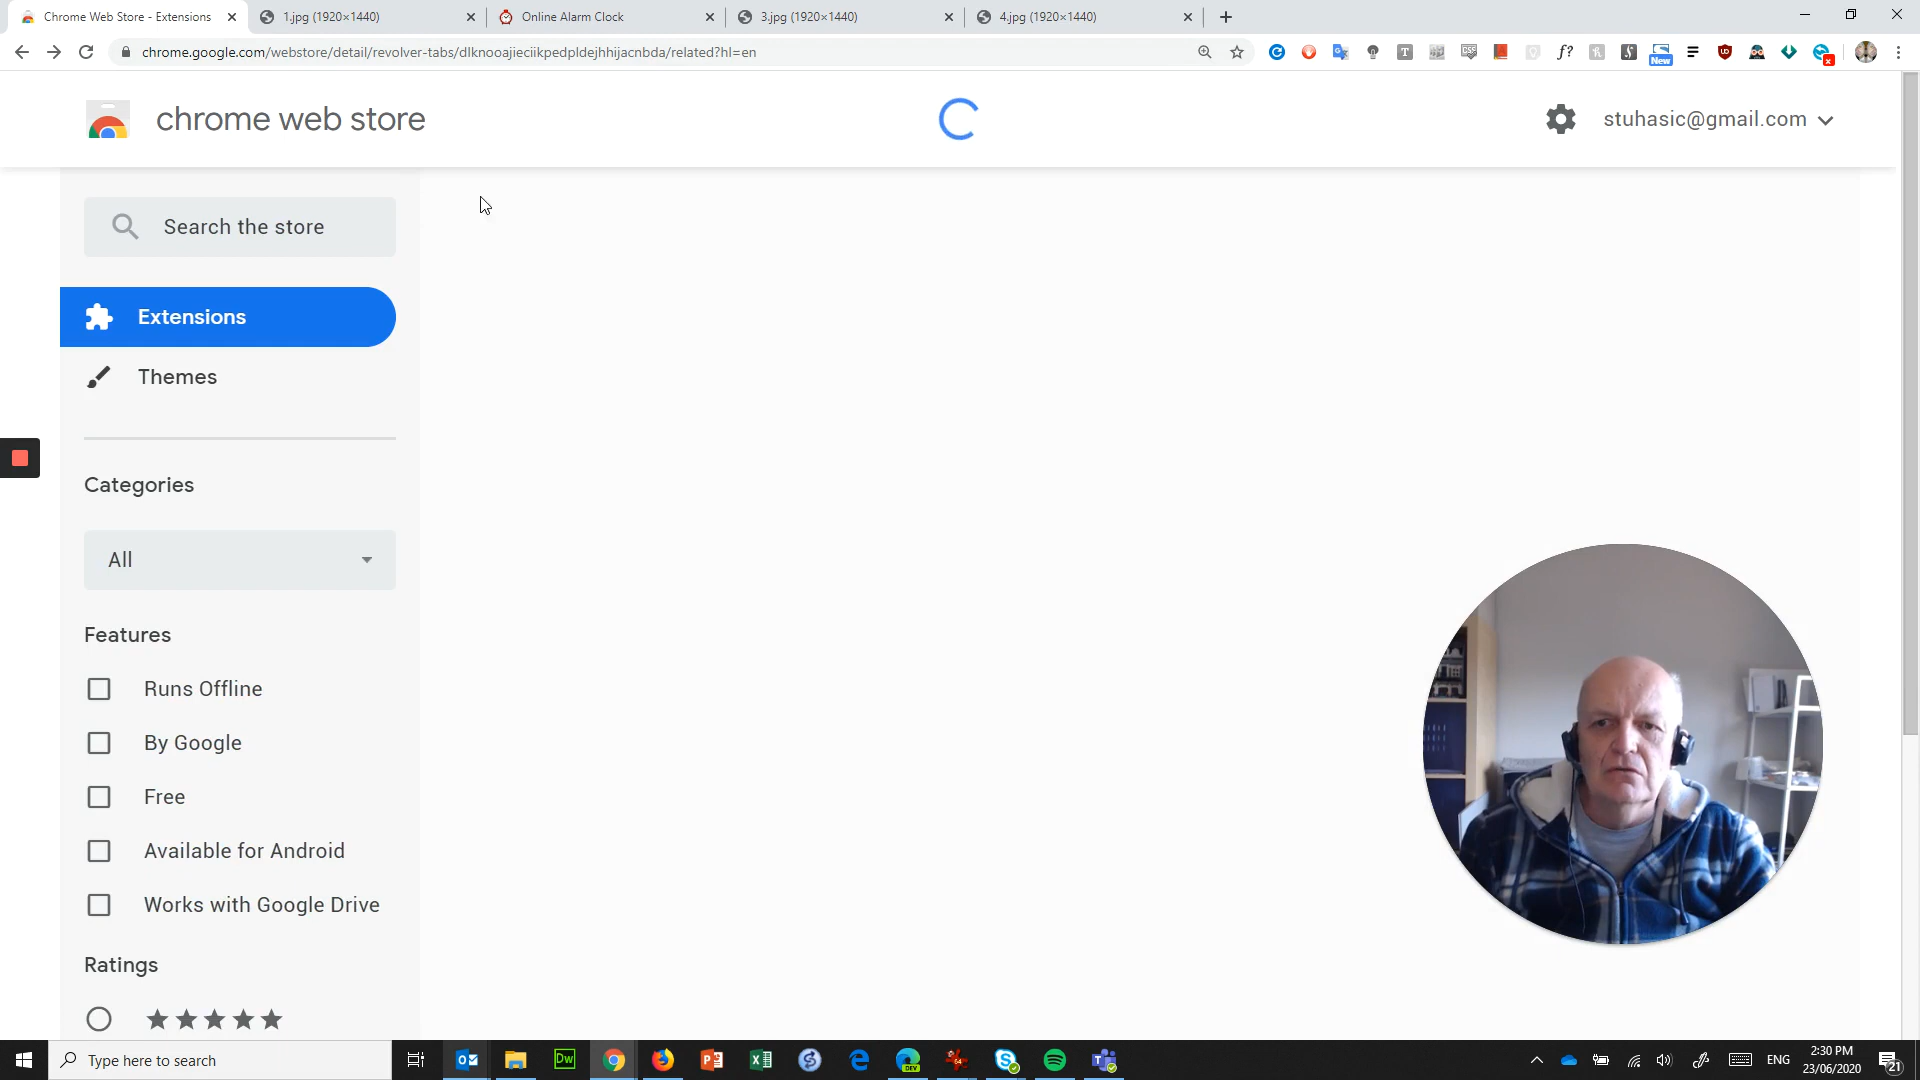 Chrome Web Store - Extensions
1.jpg (1920×1440)
Online Alarm Clock
3.jpg (1920×1440)
4.jpg (1920×1440)
chrome.google.com/webstore/detail/revolver-tabs/dlknooajieciikpedpldejhhijacnbda/related?hl=en
New
chrome web store
stuhasic@gmail.com
Search the store
Extensions
Themes
Categories
All
Features
Runs Offline
By Google
Free
Available for Android
Works with Google Drive
Ratings
Type here to search
Dw
DEV
ENG
2:30 PM
23/06/2020
21